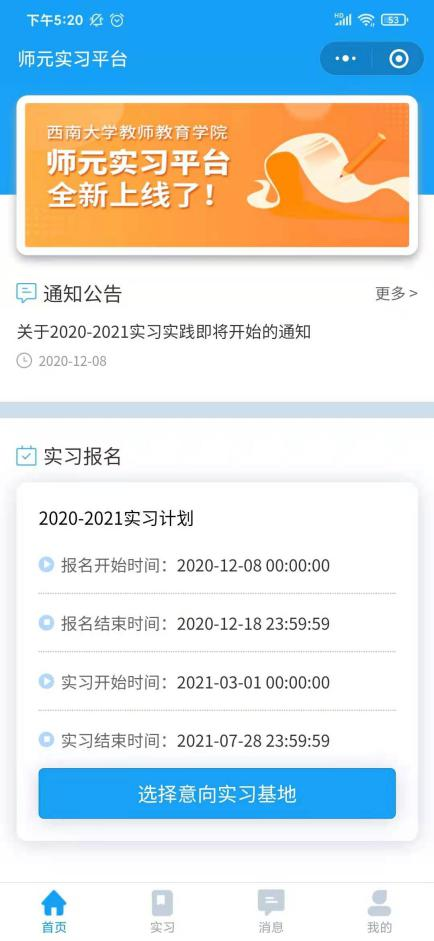 下午5:20
HD
53
师元实习平台
西南大学教师教育学院
师元实习平台
全新上线了！
通知公告
更多 >
关于2020-2021实习实践即将开始的通知
2020-12-08
实习报名
2020-2021实习计划
报名开始时间：2020-12-08 00:00:00
报名结束时间：2020-12-18 23:59:59
实习开始时间：2021-03-01 00:00:00
实习结束时间：2021-07-28 23:59:59
选择意向实习基地
首页
实习
消息
我的